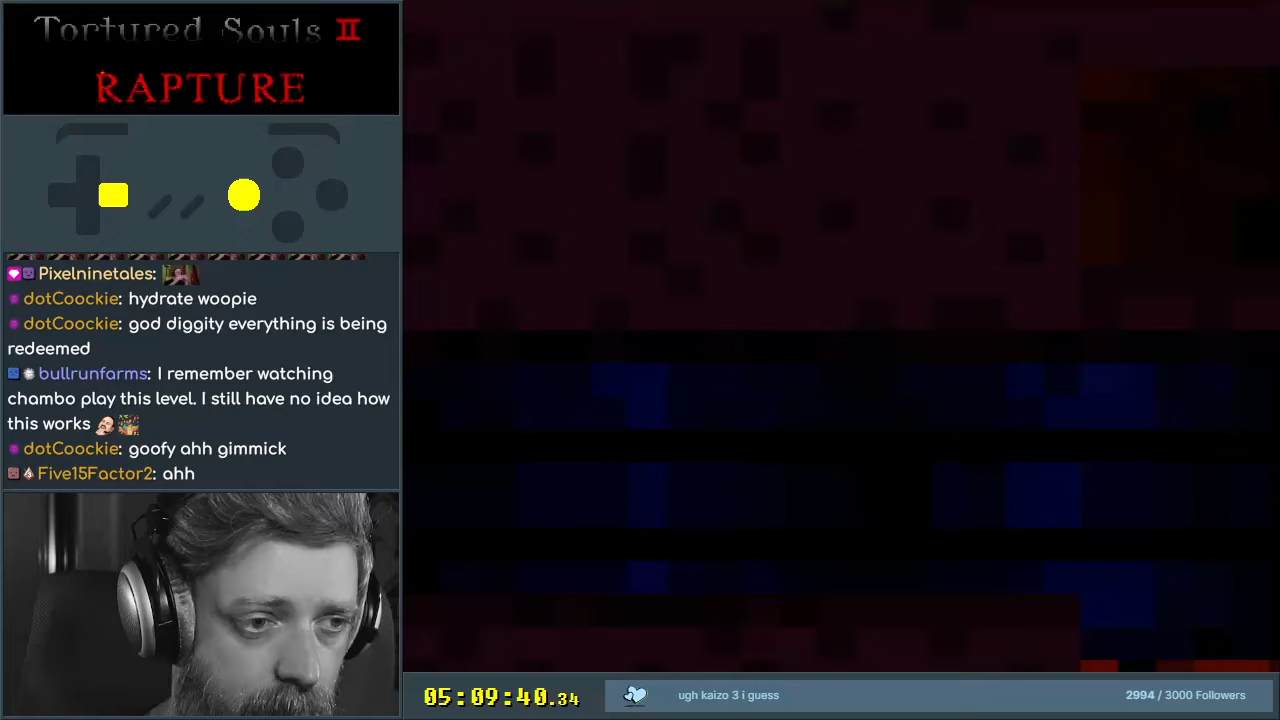 Tortured Souls II
RAPTURE
Pixelninetales:
dotCoockie: hydrate woopie
dotCoockie: god diggity everything is being
redeemed
bullrunfarms: I remember watching
chambo play this level. I still have no idea how
this works
dotCoockie: goofy ahh gimmick
Five15Factor2: ahh
05:09:40.34
ugh kaizo 3 i guess
2994 / 3000 Followers